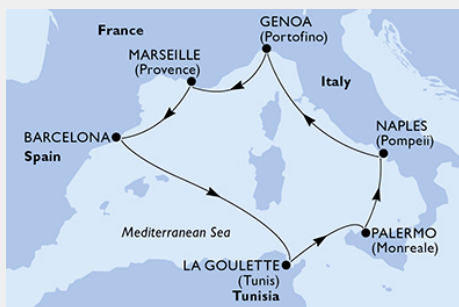 GENOA
(Portofino)
France
MARSEILLE
(Provence)
Italy
NAPLES
(Pompeii)
BARCELONA
Spain
Mediterranean Sea
PALERMO
(Monreale)
LA GOULETTE
(Tunis)
Tunisia